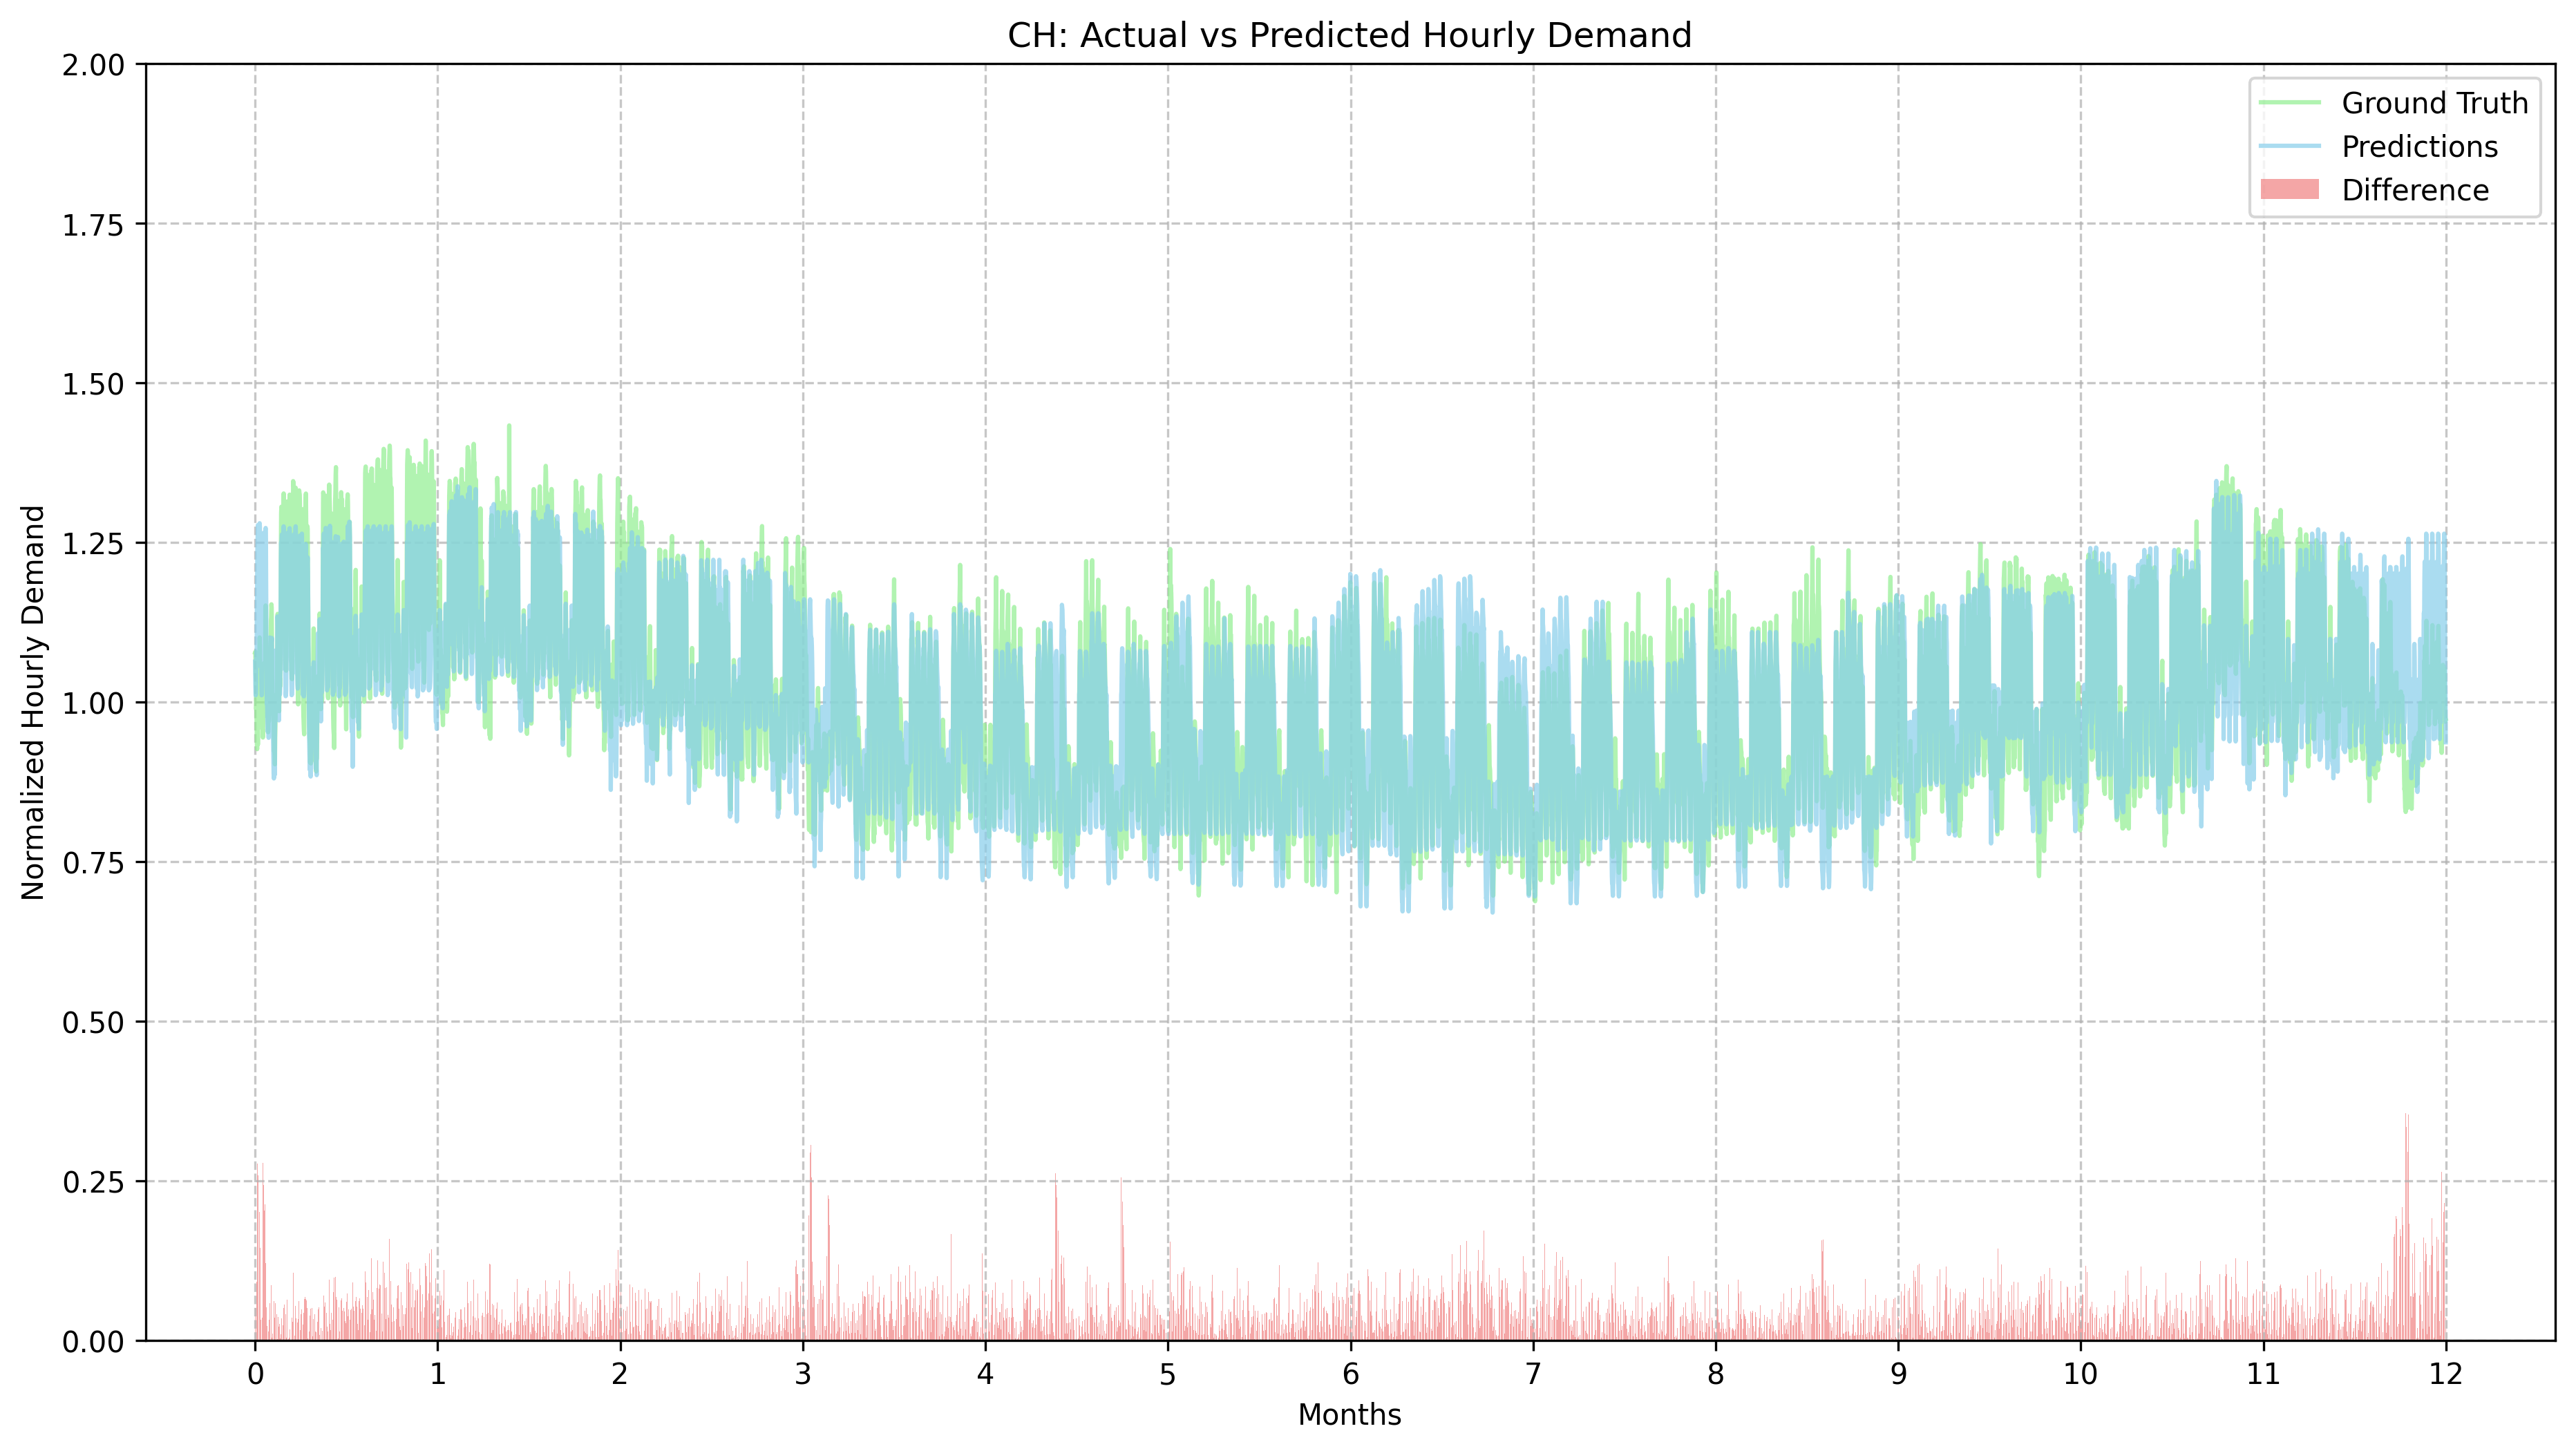 CH: Actual vs Predicted Hourly Demand
2.00
1.75
1.50
1.25
1.00
0.75
0.50
0.25
0.00
Normalized Hourly Demand
Ground Truth
Predictions
Difference
0 1 2 3 4 5 6 7 8 9 10 11 12
Months